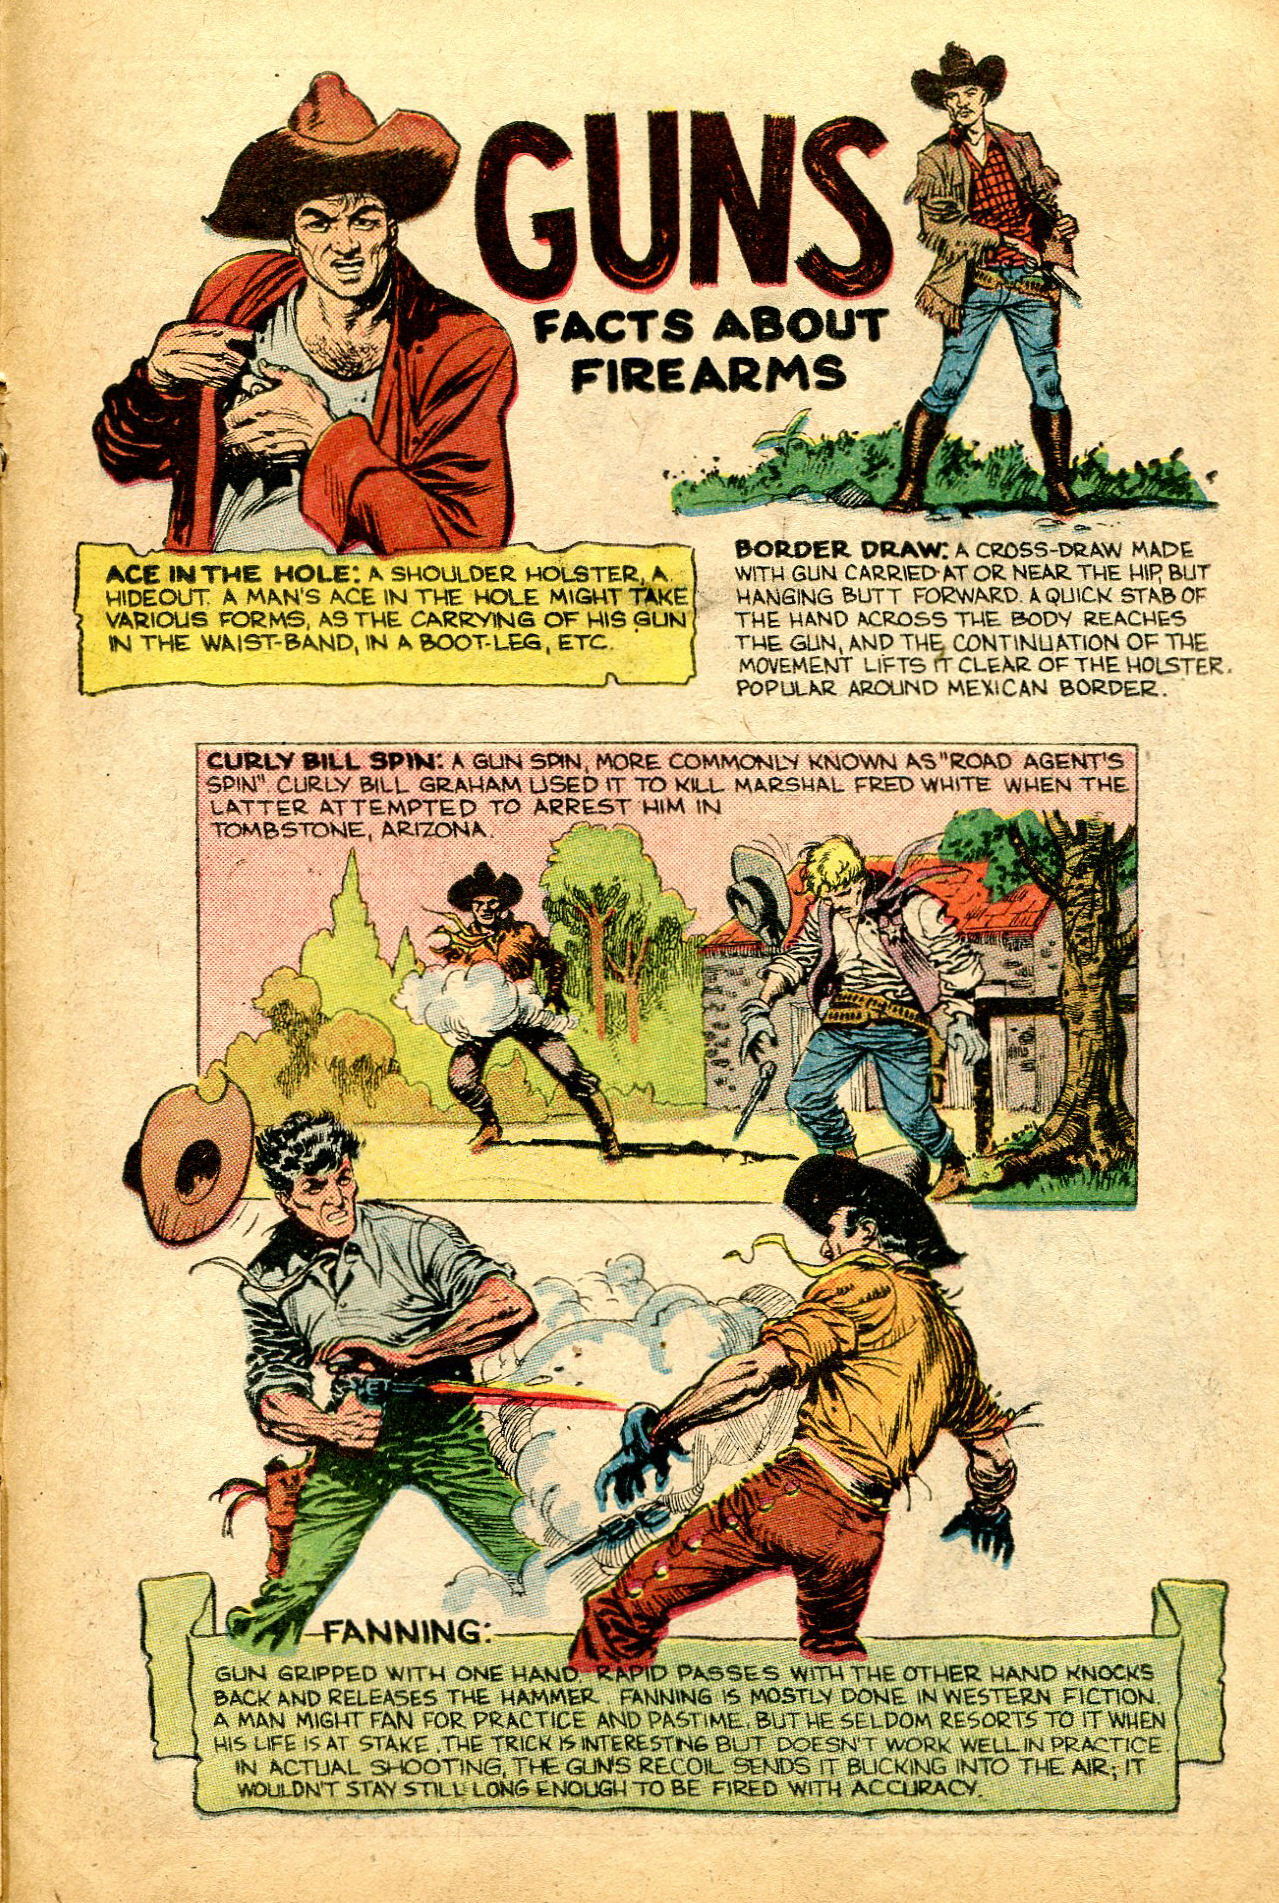 GUNS
FACTS ABOUT
FIREARMS
ACE IN THE HOLE: A SHOULDER HOLSTER, A
HIDEOUT. A MAN'S ACE IN THE HOLE MIGHT TAKE
VARIOUS FORMS, AS THE CARRYING OF HIS GUN
IN THE WAIST-BAND, IN A BOOT-LEG, ETC.
BORDER DRAW: A CROSS-DRAW MADE
WITH GUN CARRIED AT OR NEAR THE HIP, BUT
HANGING BUTT FORWARD. A QUICK STAB OF
THE HAND ACROSS THE BODY REACHES
THE GUN, AND THE CONTINUATION OF THE
MOVEMENT LIFTS IT CLEAR OF THE HOLSTER.
POPULAR AROUND MEXICAN BORDER.
CURLY BILL SPIN: A GUN SPIN, MORE COMMONLY KNOWN AS "ROAD AGENT'S
SPIN". CURLY BILL GRAHAM USED IT TO KILL MARSHAL FRED WHITE WHEN THE
LATTER ATTEMPTED TO ARREST HIM IN
TOMBSTONE, ARIZONA.
FANNING:
GUN GRIPPED WITH ONE HAND RAPID PASSES WITH THE OTHER HAND KNOCKS
BACK AND RELEASES THE HAMMER. FANNING IS MOSTLY DONE IN WESTERN FICTION.
A MAN MIGHT FAN FOR PRACTICE AND PASTIME, BUT HE SELDOM RESORTS TO IT WHEN
HIS LIFE IS AT STAKE. THE TRICK IS INTERESTING BUT DOESN'T WORK WELL IN PRACTICE
IN ACTUAL SHOOTING, THE GUN'S RECOIL SENDS IT BUCKING INTO THE AIR; IT
WOULDN'T STAY STILL LONG ENOUGH TO BE FIRED WITH ACCURACY.